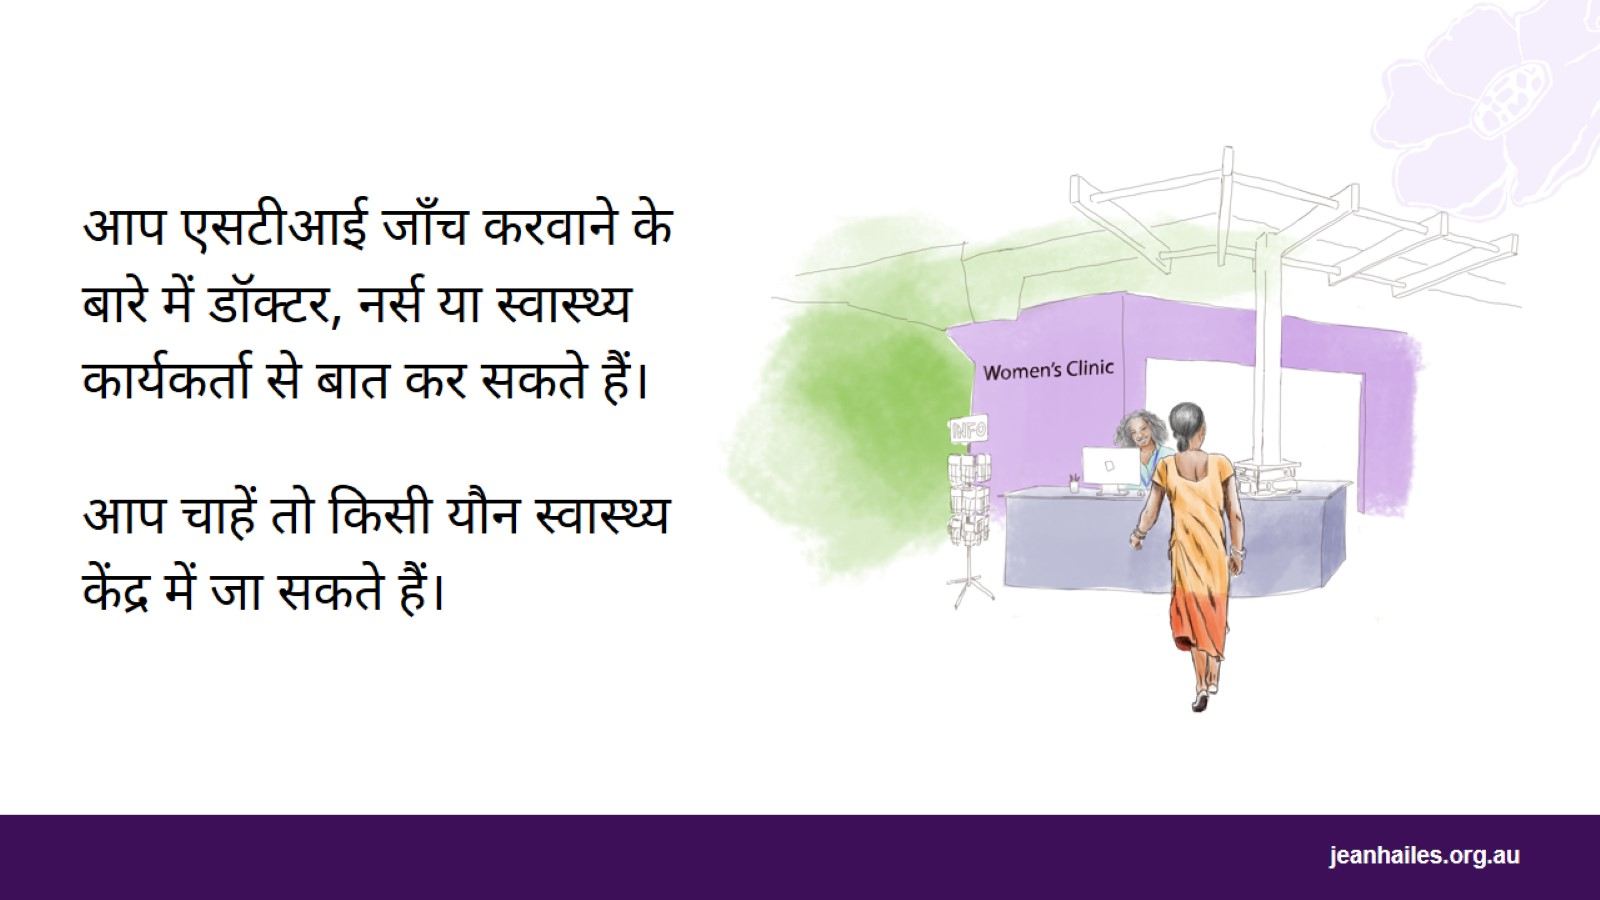 आप एसटीआई जाँच करवाने के
बारे में डॉक्टर, नर्स या स्वास्थ्य
कार्यकर्ता से बात कर सकते हैं।
आप चाहें तो किसी यौन स्वास्थ्य
केंद्र में जा सकते हैं।
Women's Clinic
INFO
jeanhailes.org.au